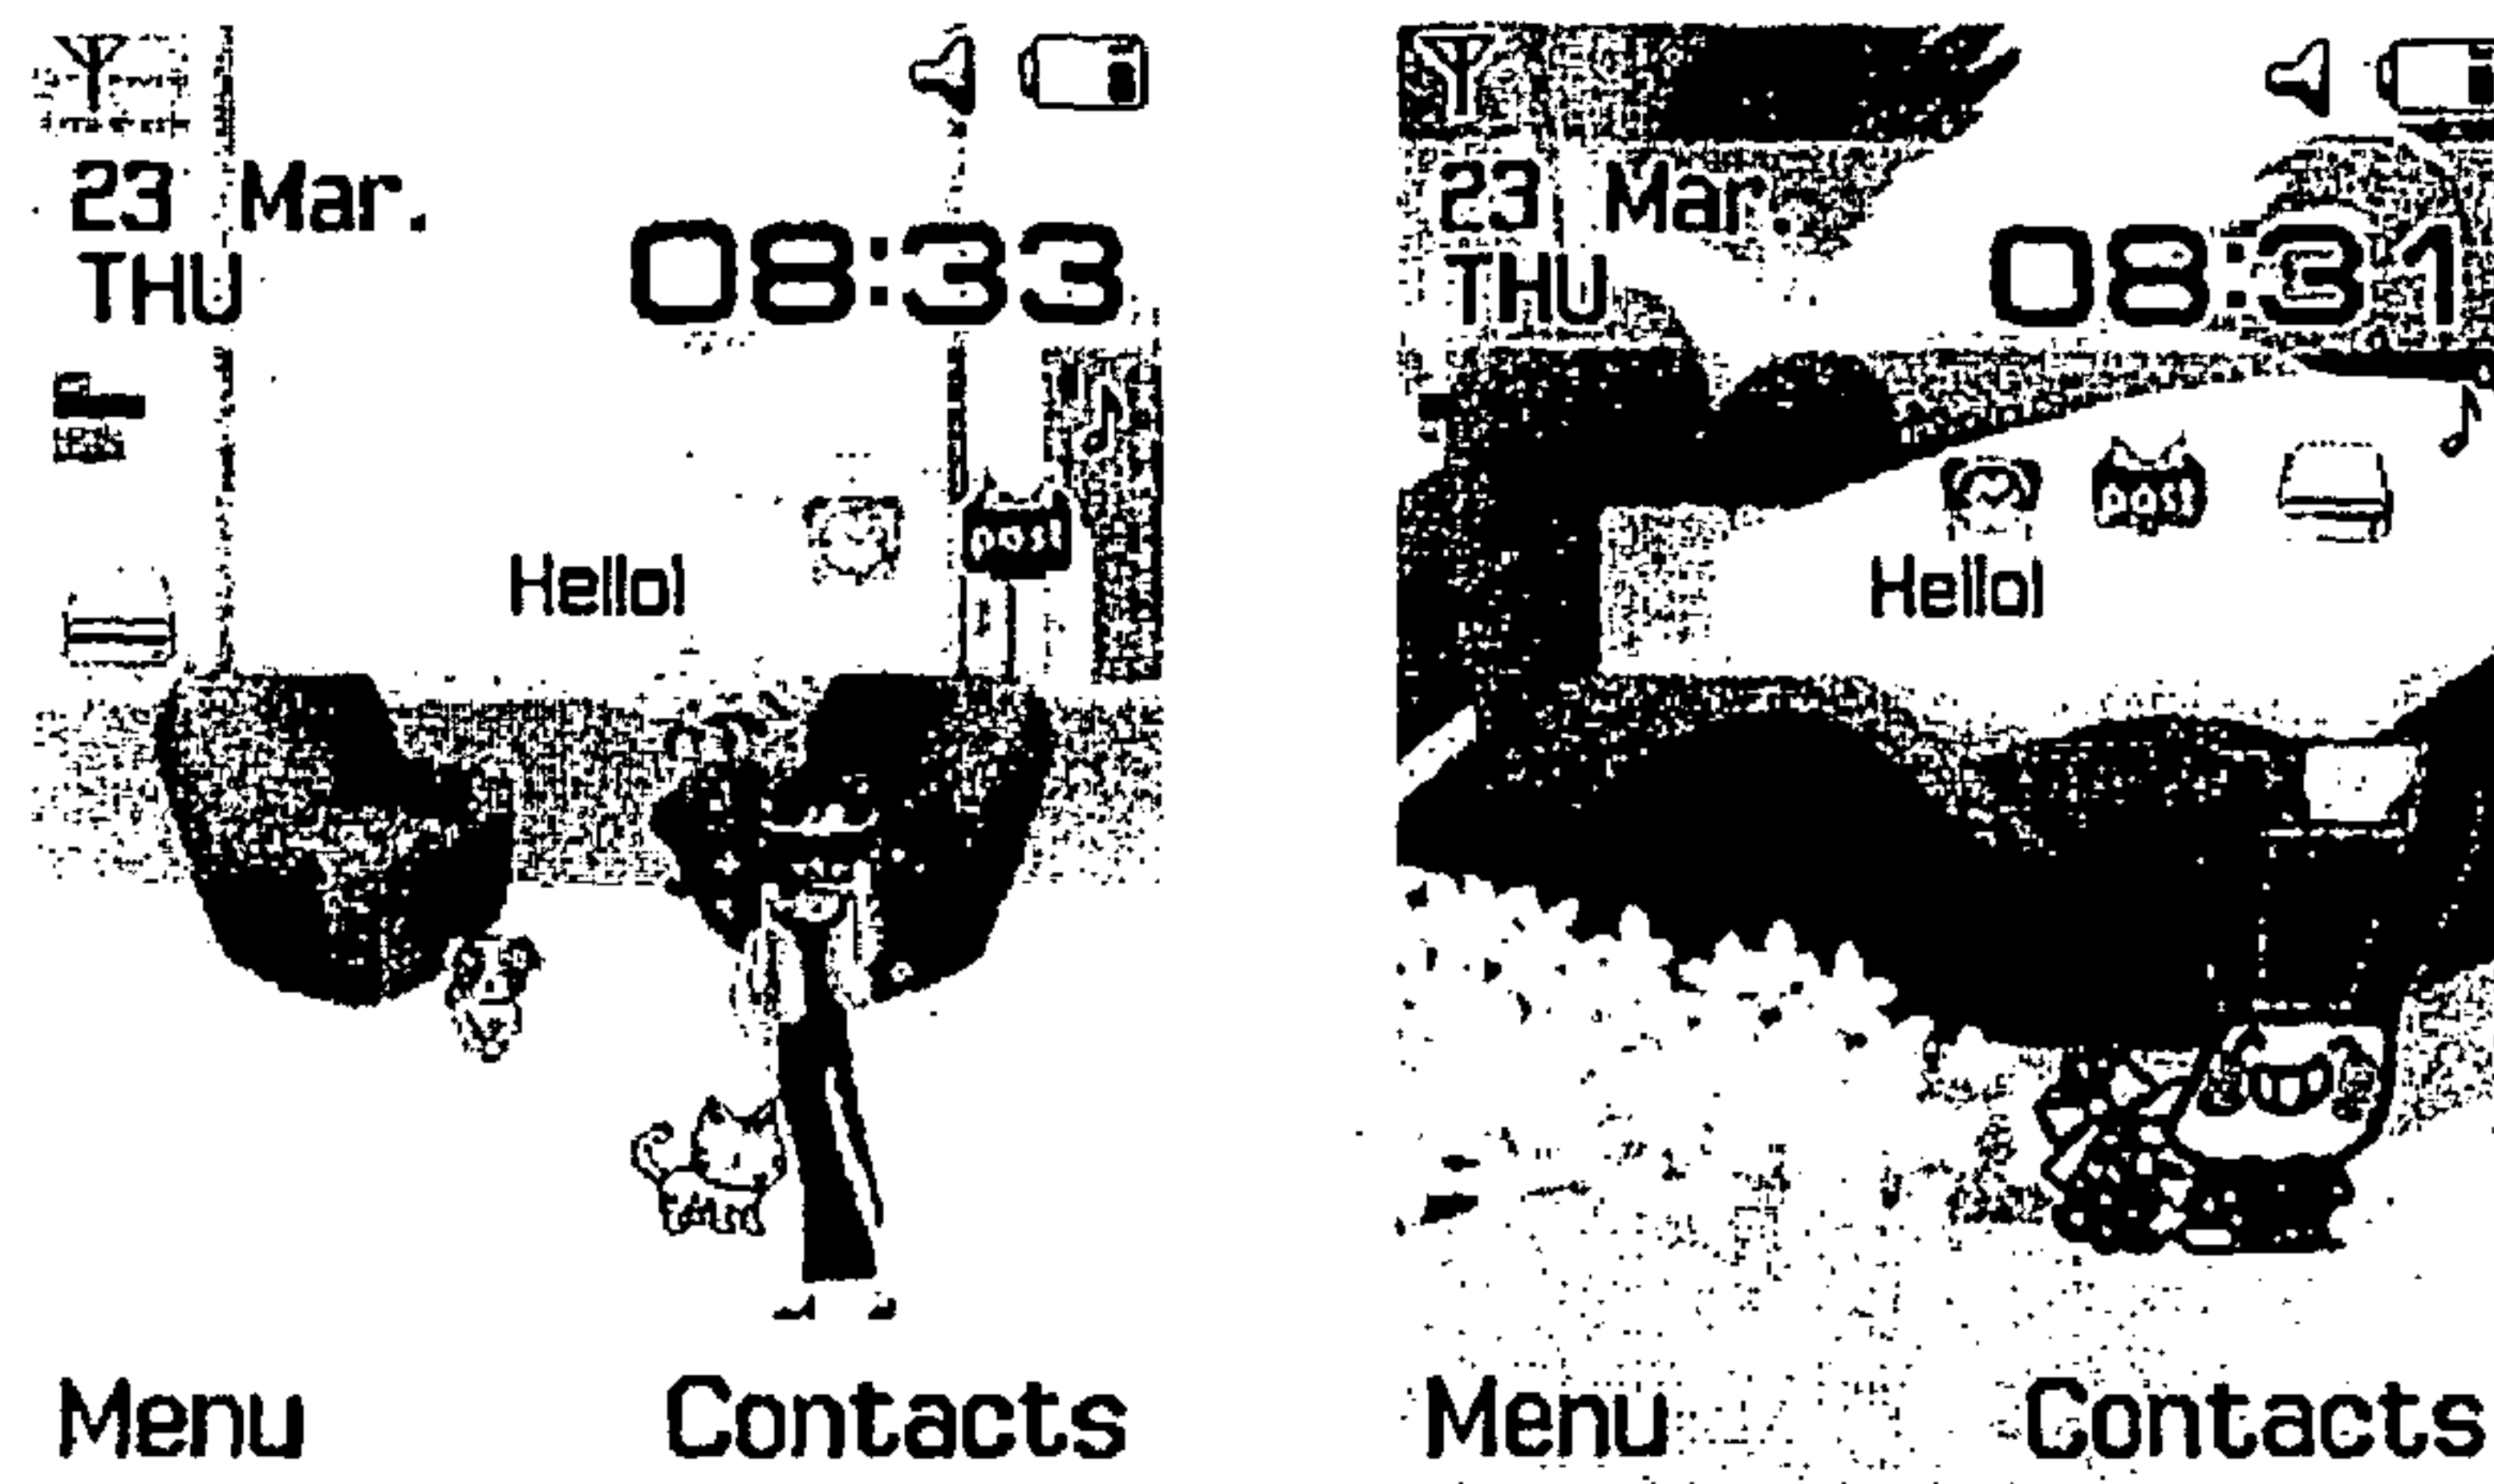 23 Mar.
THU
08:33
post
Hello!
Menu
Contacts
23 Mar.
THU
08:31
post
Hello!
Menu
Contacts